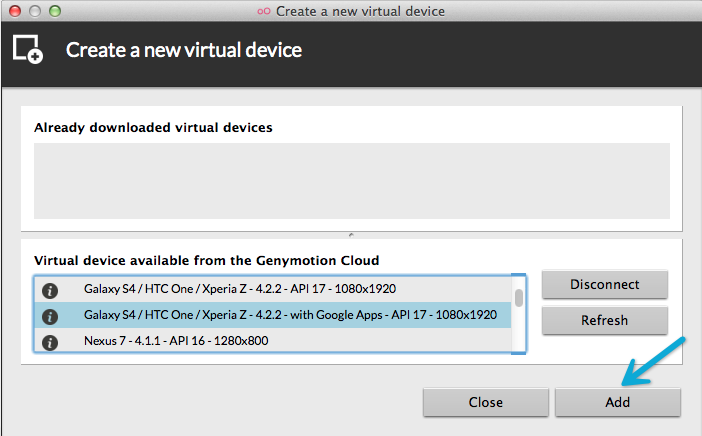 Create a new virtual device
Create a new virtual device
Already downloaded virtual devices
Virtual device available from the Genymotion Cloud
Galaxy S4 / HTC One / Xperia Z - 4.2.2 - API 17 - 1080x1920
Galaxy S4 / HTC One / Xperia Z - 4.2.2 - with Google Apps - API 17 - 1080x1920
Nexus 7 - 4.1.1 - API 16 - 1280x800
Disconnect
Refresh
Close
Add